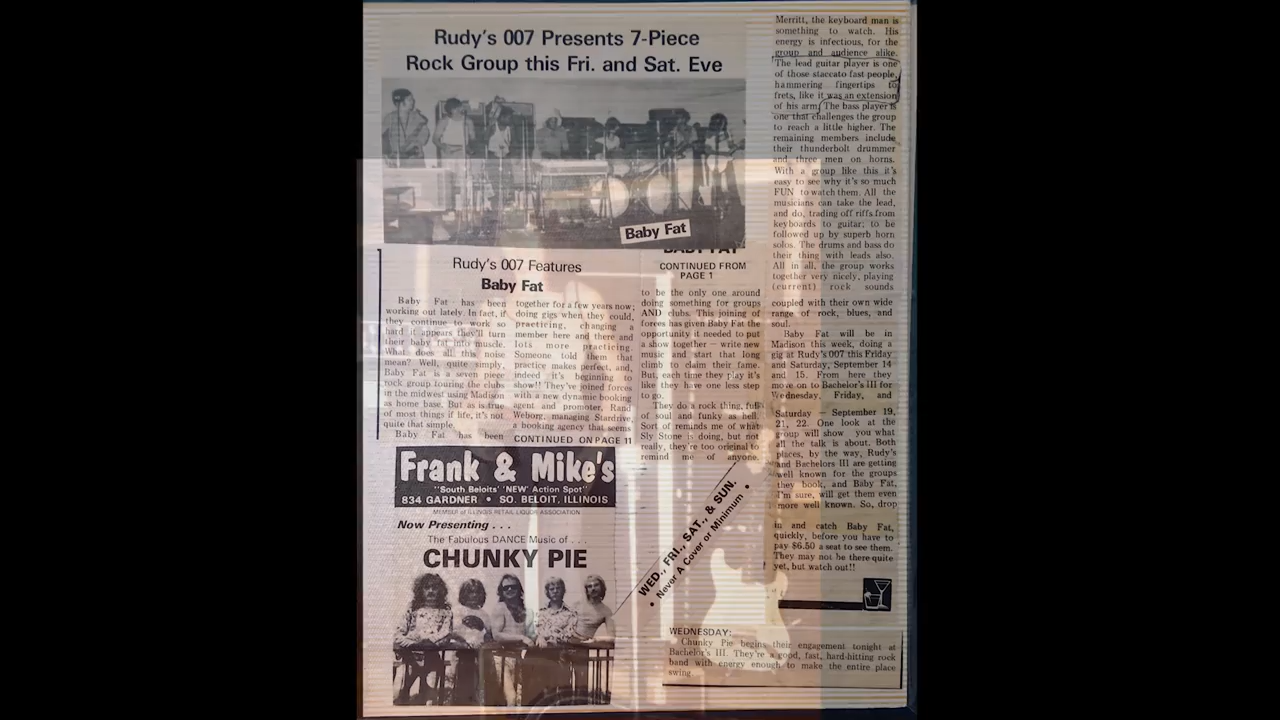 Rudy's 007 Presents 7-Piece
Rock Group this Fri. and Sat. Eve
Baby Fat
Rudy's 007 Features
Baby Fat
Baby Fat has been
working out lately. In fact, if
they continue to work so
hard it appears they'll turn
their baby fat into muscle.
What does all this noise
mean? Well, quite simply,
Baby Fat is a seven piece
rock group touring the clubs
in the midwest using Madison
as home base. But as is true
of most things if life, it's not
quite that simple.
Baby Fat has been
together for a few years now;
doing gigs when they could,
practicing, changing a
member here and there and
lots more practicing.
Someone told them that
practice makes perfect, and,
indeed it's beginning to
show!! They've joined forces
with a new dynamic booking
agent and promoter, Rand
Weborg, managing Stardrive,
a booking agency that seems
CONTINUED ON PAGE 11
BABY FAT
CONTINUED FROM
PAGE 1
to be the only one around
doing something for groups
AND clubs. This joining of
forces has given Baby Fat the
opportunity it needed to put
a show together — write new
music and start that long
climb to claim their fame.
But, each time they play it's
like they have one less step
to go.
They do a rock thing, full
of soul and funky as hell.
Sort of reminds me of what
Sly Stone is doing, but not
really, they're too original to
remind me of anyone.
Merritt, the keyboard man is
something to watch. His
energy is infectious, for the
group and audience alike.
The lead guitar player is one
of those staccato fast people,
hammering fingertips to
frets, like it was an extension
of his arm. The bass player is
one that challenges the group
to reach a little higher. The
remaining members include
their thunderbolt drummer
and three men on horns.
With a group like this it's
easy to see why it's so much
FUN to watch them. All the
musicians can take the lead,
and do, trading off riffs from
keyboards to guitar; to be
followed up by superb horn
solos. The drums and bass do
their thing with leads also.
All in all, the group works
together very nicely, playing
(current) rock sounds
coupled with their own wide
range of rock, blues, and
soul.
Baby Fat will be in
Madison this week, doing a
gig at Rudy's 007 this Friday
and Saturday, September 14
and 15. From here they
move on to Bachelor's III for
Wednesday, Friday, and
Saturday — September 19,
21, 22. One look at the
group will show you what
all the talk is about. Both
places, by the way, Rudy's
and Bachelors III are getting
well known for the groups
they book, and Baby Fat,
I'm sure, will get them even
more well known. So, drop
in and catch Baby Fat,
quickly, before you have to
pay $6.50 a seat to see them.
They may not be there quite
yet, but watch out!!
Frank & Mike's
"South Beloits' 'NEW' Action Spot"
834 GARDNER • SO. BELOIT, ILLINOIS
MEMBER of ILLINOIS RETAIL LIQUOR ASSOCIATION
Now Presenting . . .
The Fabulous DANCE Music of . . .
CHUNKY PIE
WED., FRI., SAT., & SUN.
• Never A Cover or Minimum •
WEDNESDAY:
Chunky Pie begins their engagement tonight at
Bachelor's III. They're a good, fast, hard-hitting rock
band with energy enough to make the entire place
swing